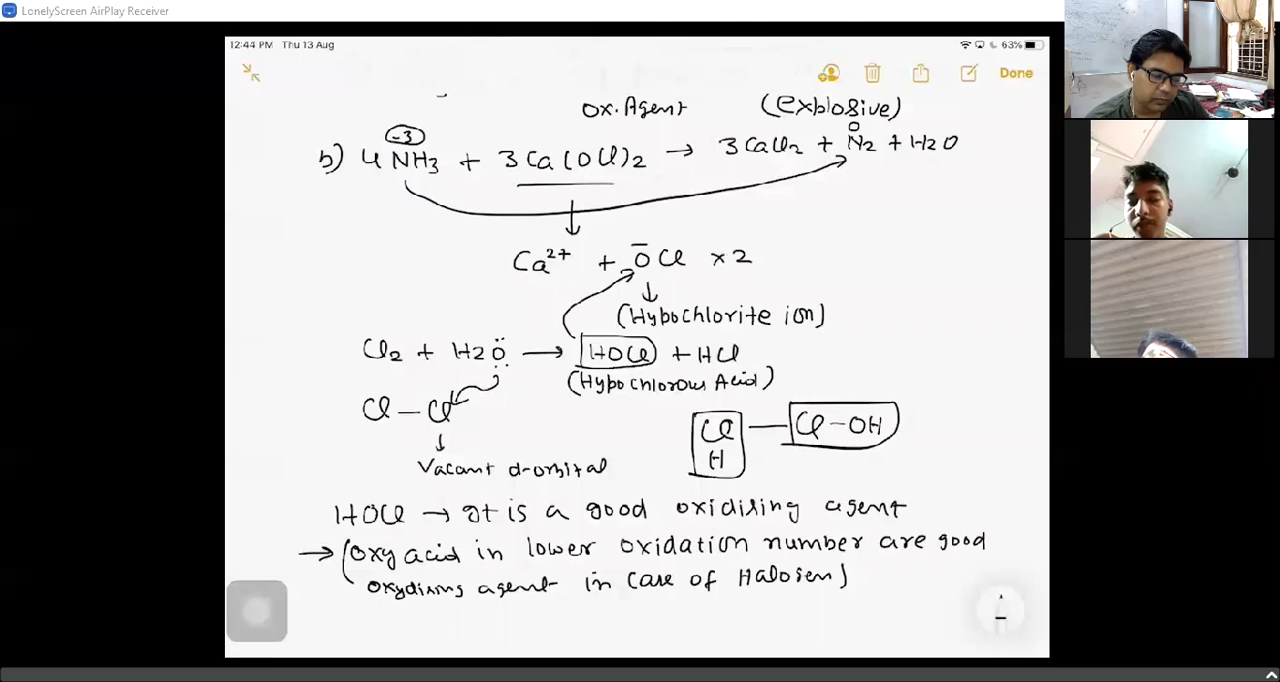 LonelyScreen AirPlay Receiver
12:44 PM Thu 13 Aug
63%
Done
ox. Agent (explosive)
-3 0
b) 4 NH3 + 3 Ca(OCl)2 → 3 CaCl2 + N2 + H2O
Ca2+ + ŌCl × 2
(Hypochlorite ion)
Cl2 + H2O → HOCl + HCl
(Hypochlorous Acid)
Cl — Cl
Cl — Cl-OH
H
Vacant d-orbital
HOCl → It is a good oxidising agent
→ (oxy acid in lower oxidation number are good
oxydising agent in case of Halogen)